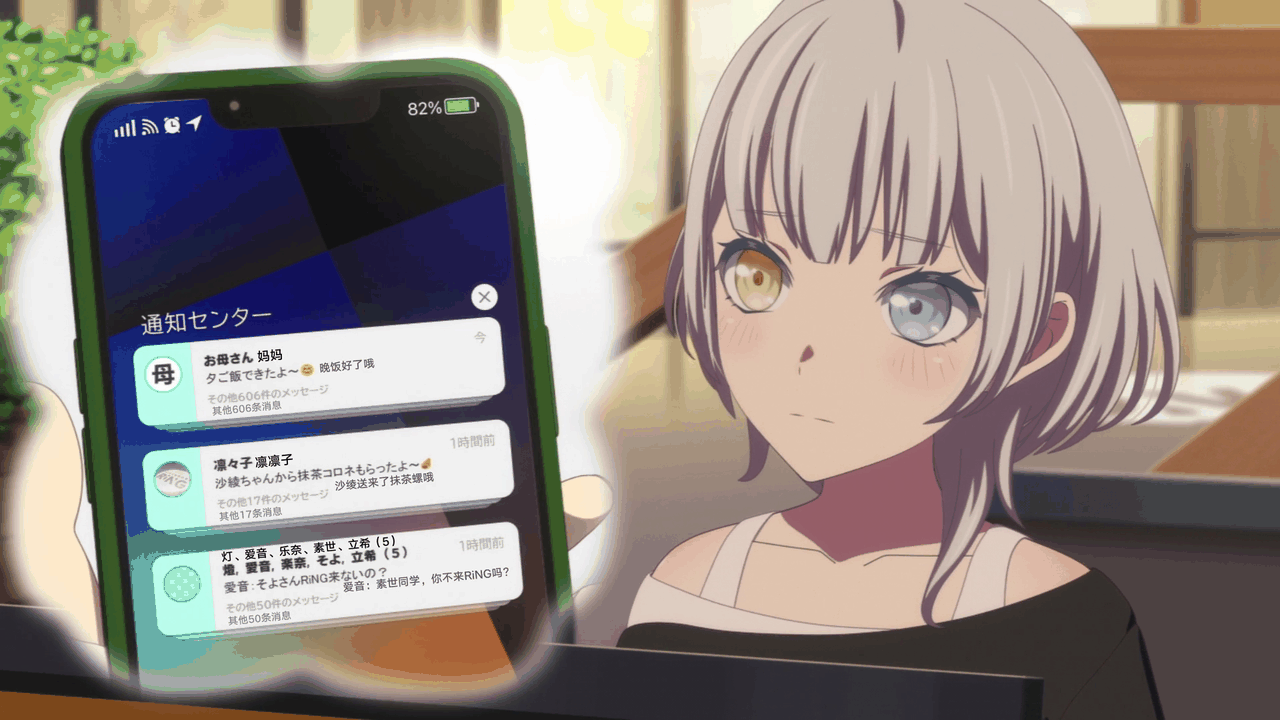 82%
通知センター
今
母
お母さん 妈妈
夕ご飯できたよ〜😊 晚饭好了哦
その他606件のメッセージ
其他606条消息
1時間前
凛々子 凛凛子
沙綾ちゃんから抹茶コロネもらったよ〜
沙绫送来了抹茶螺哦
その他17件のメッセージ
其他17条消息
灯、爱音、乐奈、素世、立希（5）
1時間前
燈, 愛音, 楽奈, そよ, 立希（5）
愛音：そよさんRiNG来ないの？
爱音：素世同学，你不来RiNG吗?
その他50件のメッセージ
其他50条消息